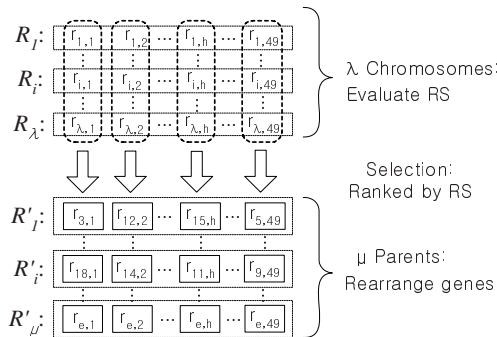 R1: r1,1 r1,2 ··· r1,h ··· r1,49
Ri: ri,1 ri,2 ··· ri,h ··· ri,49
Rλ: rλ,1 rλ,2 ··· rλ,h ··· rλ,49
λ Chromosomes:
Evaluate RS
Selection:
Ranked by RS
R'1: r3,1 r12,2 ··· r15,h ··· r5,49
R'i: r18,1 r14,2 ··· r11,h ··· r9,49
R'μ: re,1 re,2 ··· re,h ··· re,49
μ Parents:
Rearrange genes